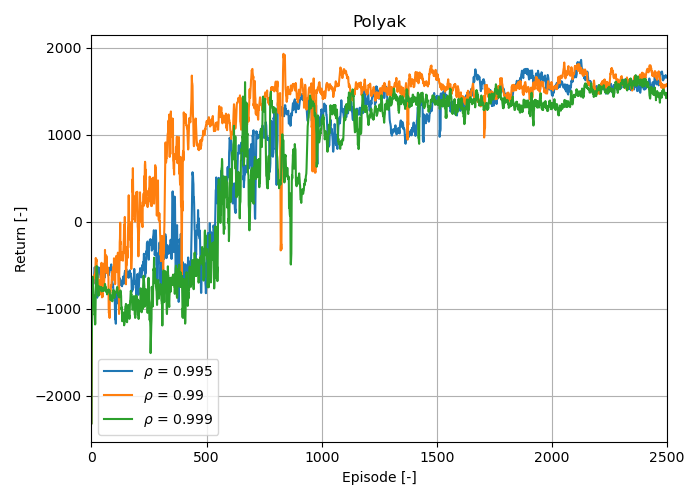 Polyak
2000
1000
0
−1000
−2000
Return [-]
ρ = 0.995
ρ = 0.99
ρ = 0.999
0 500 1000 1500 2000 2500
Episode [-]